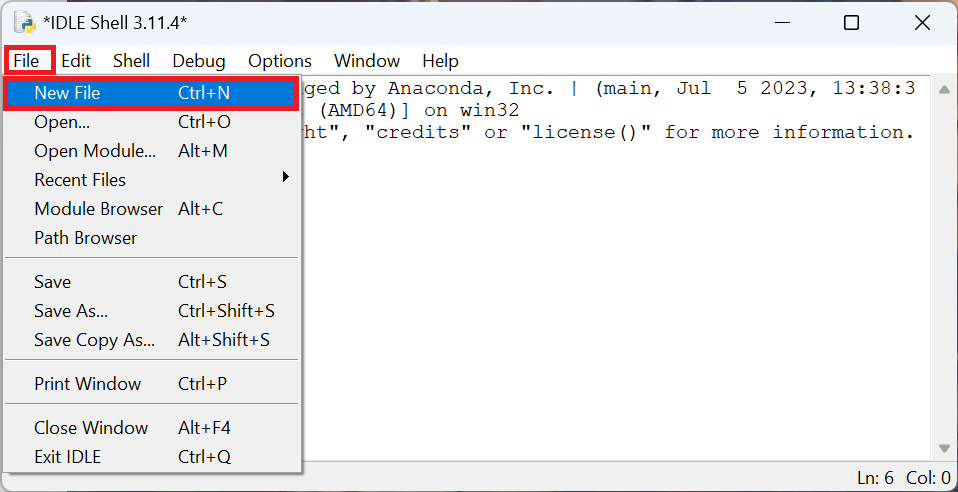 *IDLE Shell 3.11.4*
File Edit Shell Debug Options Window Help
New File Ctrl+N
Open... Ctrl+O
Open Module... Alt+M
Recent Files
Module Browser Alt+C
Path Browser
Save Ctrl+S
Save As... Ctrl+Shift+S
Save Copy As... Alt+Shift+S
Print Window Ctrl+P
Close Window Alt+F4
Exit IDLE Ctrl+Q
by Anaconda, Inc. | (main, Jul 5 2023, 13:38:3
(AMD64)] on win32
", "credits" or "license()" for more information.
Ln: 6 Col: 0